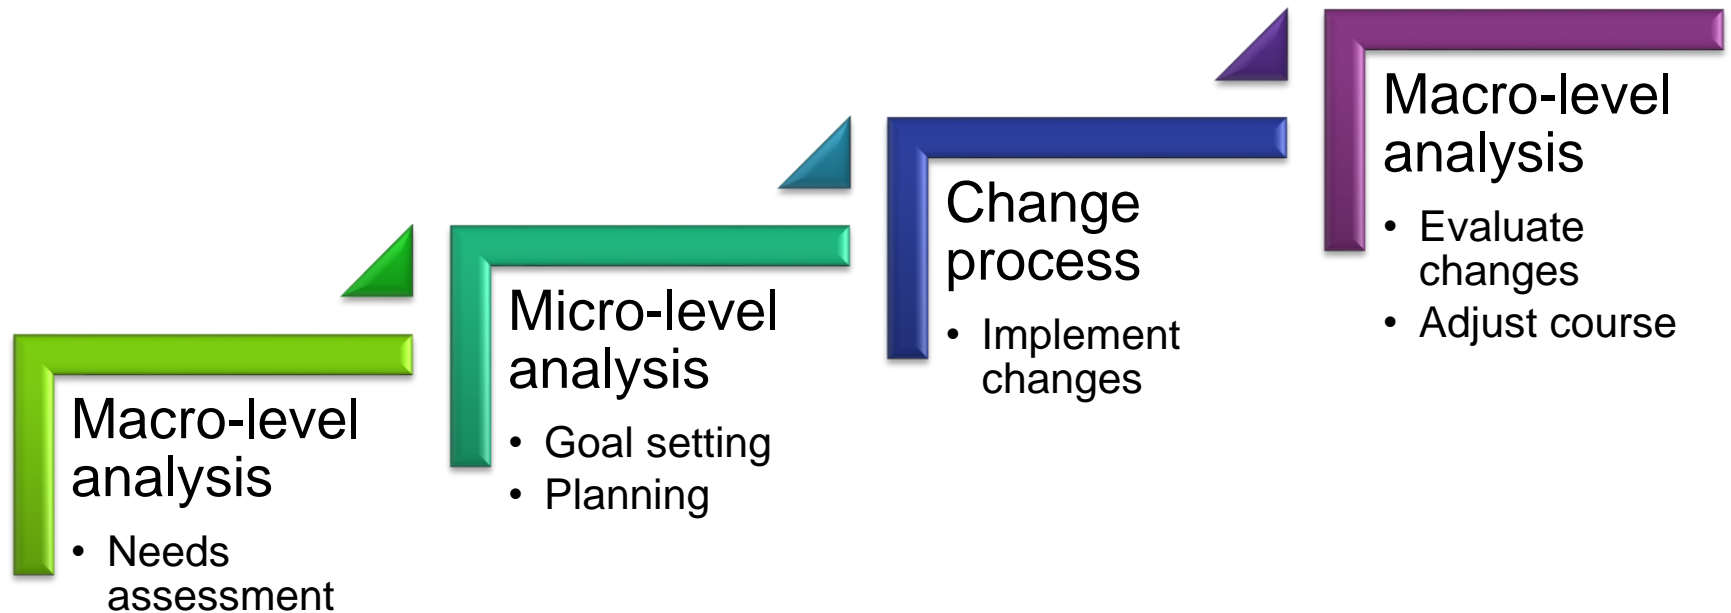 Macro-level
analysis
• Needs
assessment
Micro-level
analysis
• Goal setting
• Planning
Change
process
• Implement
changes
Macro-level
analysis
• Evaluate
changes
• Adjust course